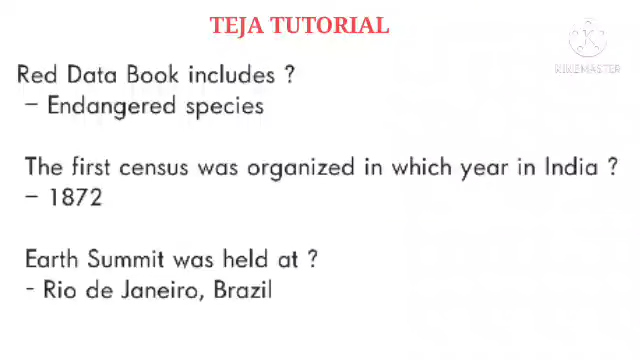 TEJA TUTORIAL
KINEMASTER
Red Data Book includes ?
– Endangered species
The first census was organized in which year in India ?
– 1872
Earth Summit was held at ?
- Rio de Janeiro, Brazil